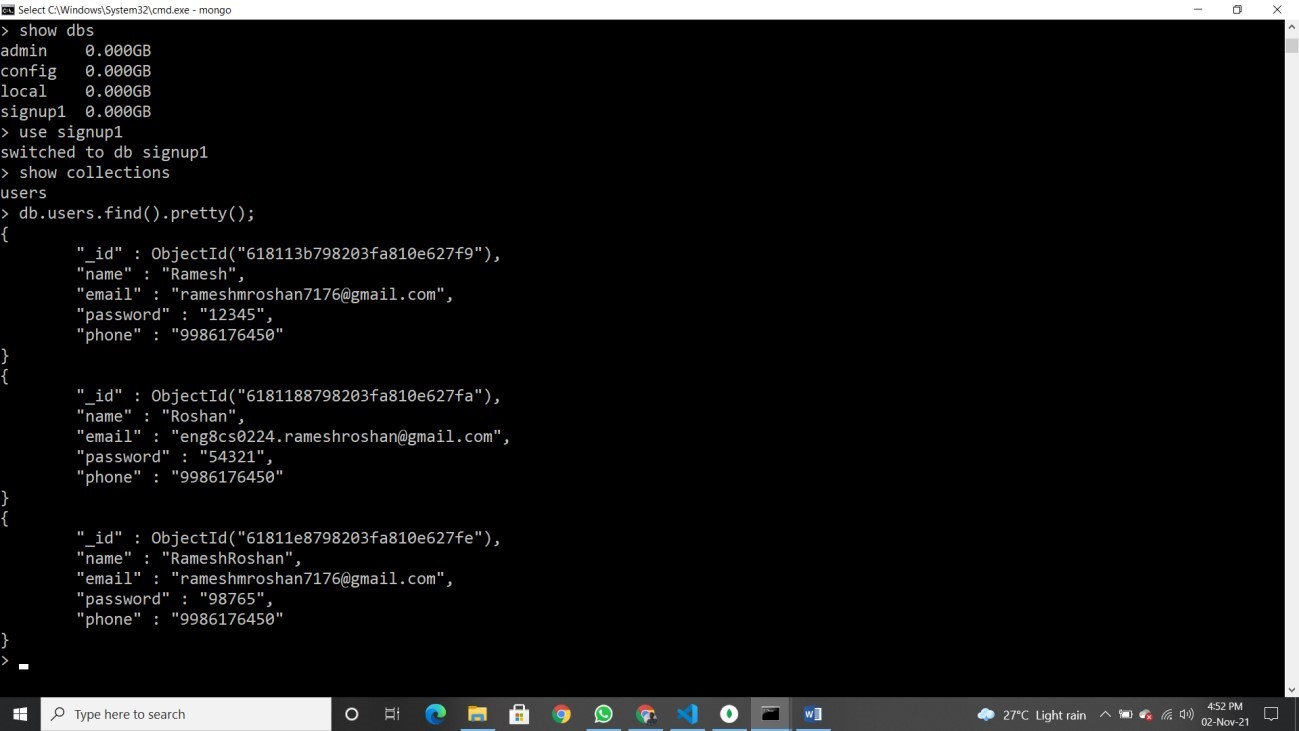 Select C:\Windows\System32\cmd.exe - mongo
> show dbs
admin    0.000GB
config   0.000GB
local    0.000GB
signup1  0.000GB
> use signup1
switched to db signup1
> show collections
users
> db.users.find().pretty();
{
        "_id" : ObjectId("618113b798203fa810e627f9"),
        "name" : "Ramesh",
        "email" : "rameshmroshan7176@gmail.com",
        "password" : "12345",
        "phone" : "9986176450"
}
{
        "_id" : ObjectId("6181188798203fa810e627fa"),
        "name" : "Roshan",
        "email" : "eng8cs0224.rameshroshan@gmail.com",
        "password" : "54321",
        "phone" : "9986176450"
}
{
        "_id" : ObjectId("61811e8798203fa810e627fe"),
        "name" : "RameshRoshan",
        "email" : "rameshmroshan7176@gmail.com",
        "password" : "98765",
        "phone" : "9986176450"
}
>
Type here to search
27°C Light rain
4:52 PM
02-Nov-21